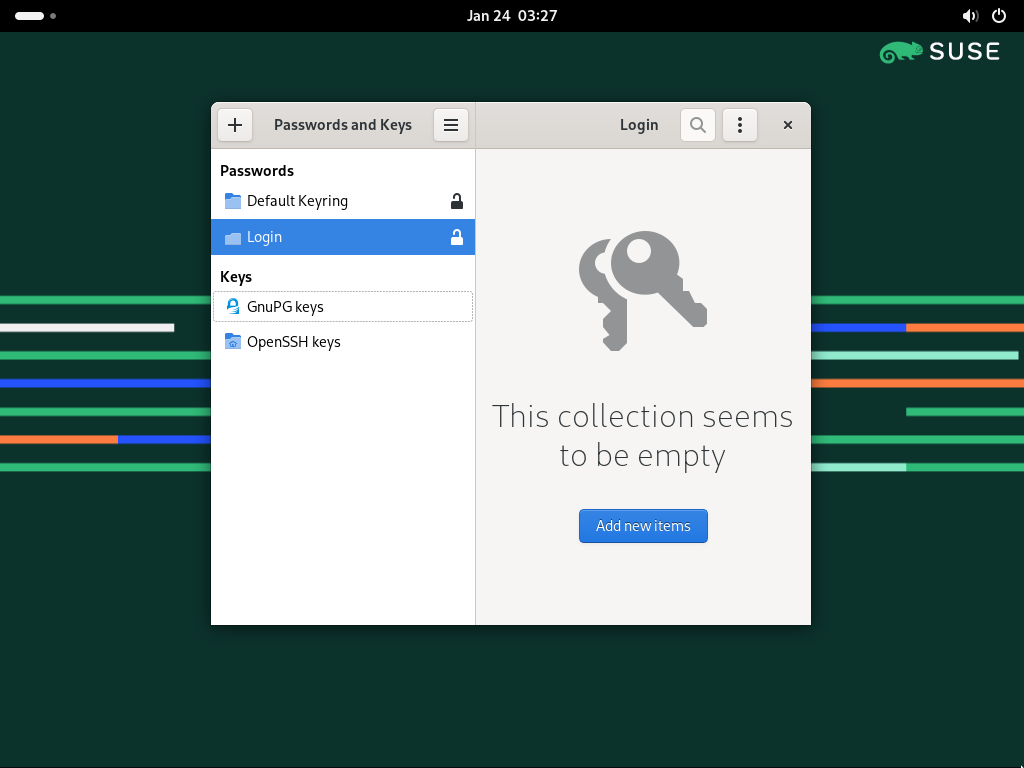 Jan 24 03:27
SUSE
Passwords and Keys
Login
Passwords
Default Keyring
Login
Keys
GnuPG keys
OpenSSH keys
This collection seems
to be empty
Add new items